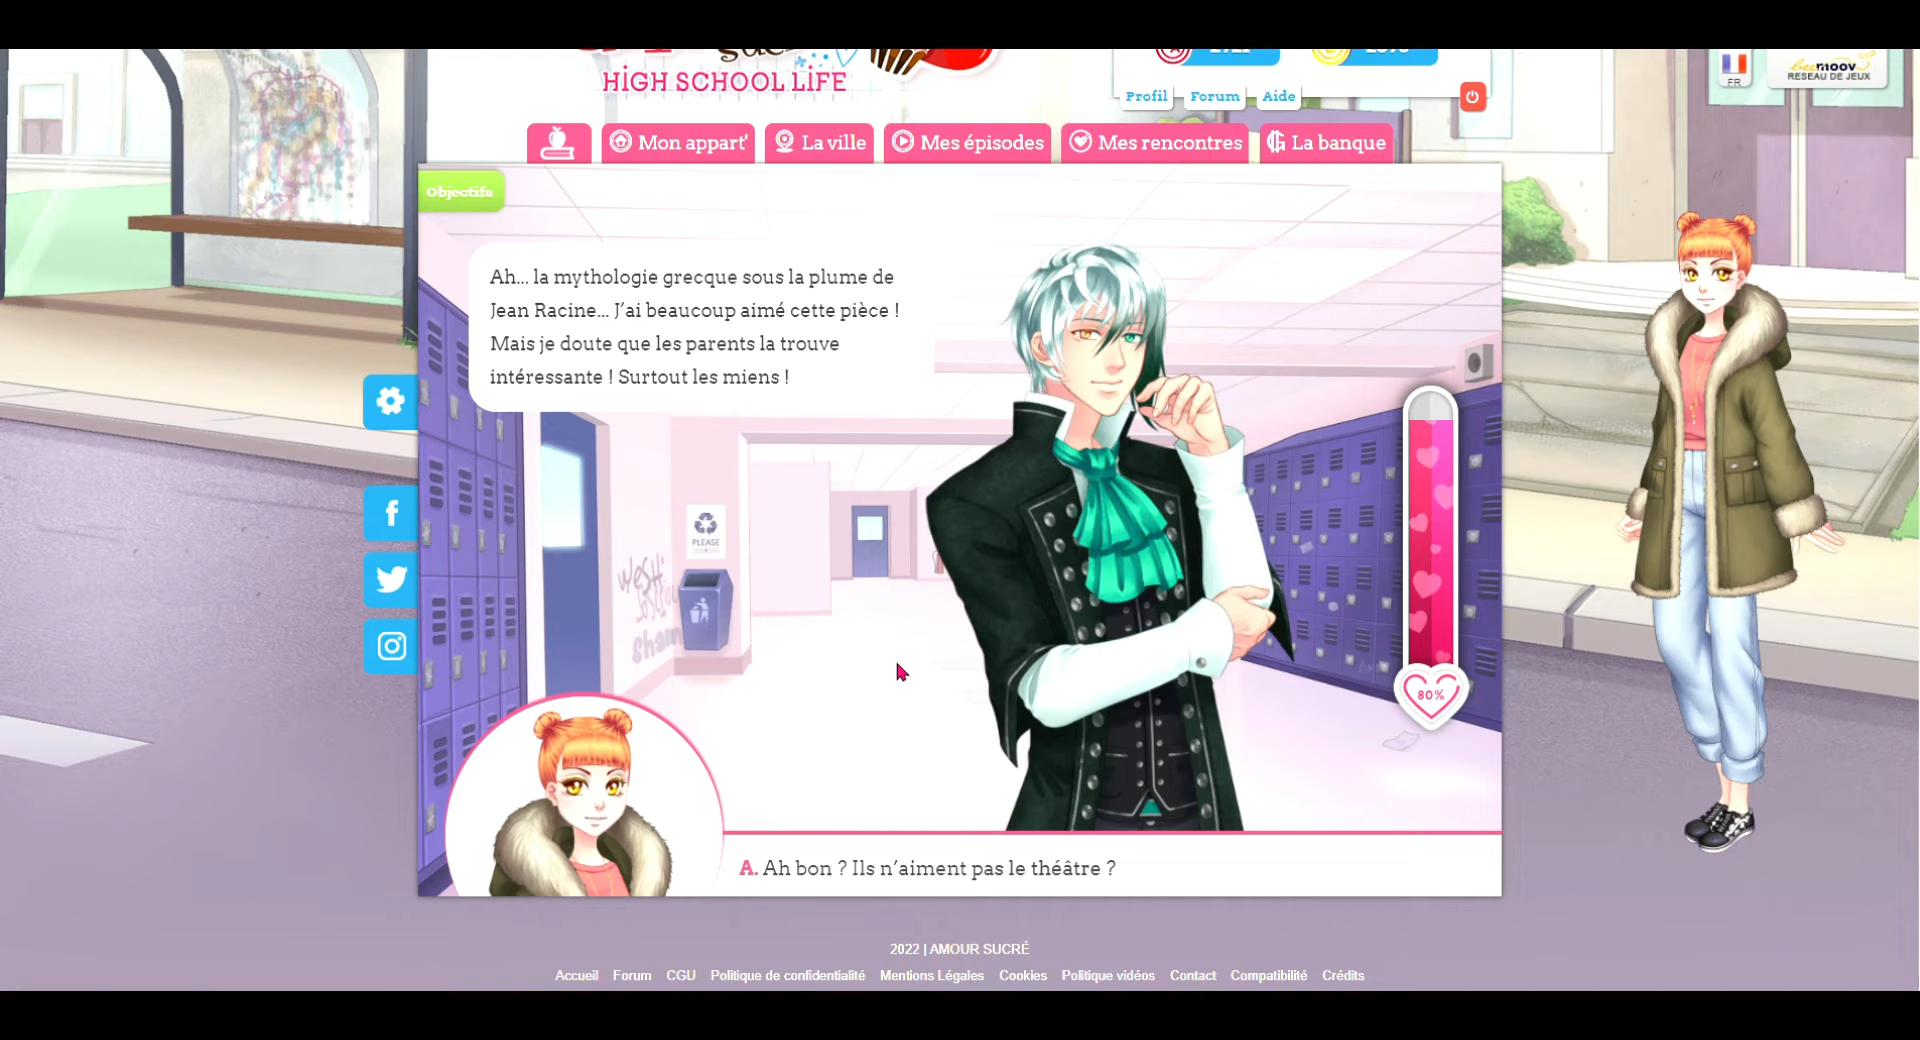 HIGH SCHOOL LIFE
FR
beemoov
RESEAU DE JEUX
Profil
Forum
Aide
Mon appart'
La ville
Mes épisodes
Mes rencontres
La banque
Objectifs
Ah... la mythologie grecque sous la plume de
Jean Racine... J’ai beaucoup aimé cette pièce !
Mais je doute que les parents la trouve
intéressante ! Surtout les miens !
PLEASE
80%
A. Ah bon ? Ils n’aiment pas le théâtre ?
2022 | AMOUR SUCRÉ
Accueil Forum CGU Politique de confidentialité Mentions Légales Cookies Politique vidéos Contact Compatibilité Crédits